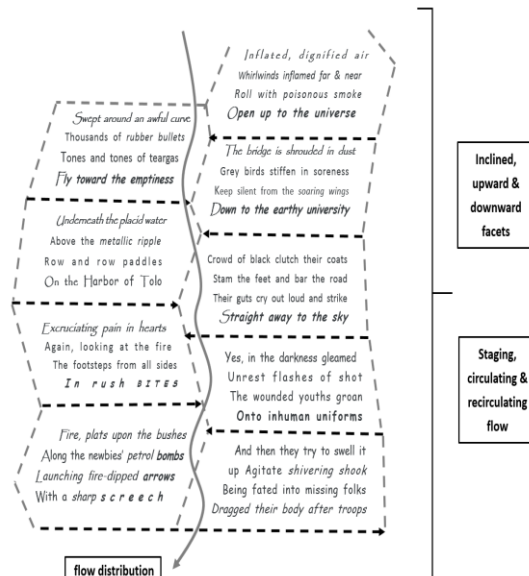 Inflated, dignified air
Whirlwinds inflamed far & near
Roll with poisonous smoke
Open up to the universe
Swept around an awful curve
Thousands of rubber bullets
Tones and tones of teargas
Fly toward the emptiness
The bridge is shrouded in dust
Grey birds stiffen in soreness
Keep silent from the soaring wings
Down to the earthy university
Underneath the placid water
Above the metallic ripple
Row and row paddles
On the Harbor of Tolo
Crowd of black clutch their coats
Stam the feet and bar the road
Their guts cry out loud and strike
Straight away to the sky
Excruciating pain in hearts
Again, looking at the fire
The footsteps from all sides
In rush BITES
Yes, in the darkness gleamed
Unrest flashes of shot
The wounded youths groan
Onto inhuman uniforms
Fire, plats upon the bushes
Along the newbies' petrol bombs
Launching fire-dipped arrows
With a sharp screech
And then they try to swell it
up Agitate shivering shook
Being fated into missing folks
Dragged their body after troops
Inclined,
upward &
downward
facets
Staging,
circulating &
recirculating
flow
flow distribution